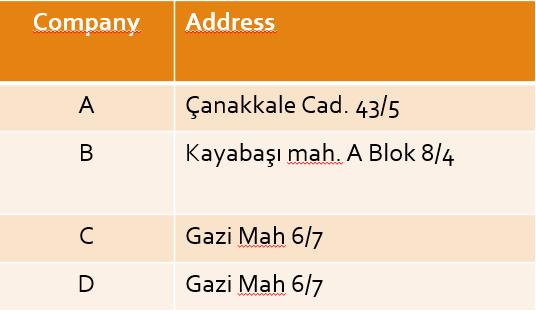 Company Address
A Çanakkale Cad. 43/5
B Kayabaşı mah. A Blok 8/4
C Gazi Mah 6/7
D Gazi Mah 6/7